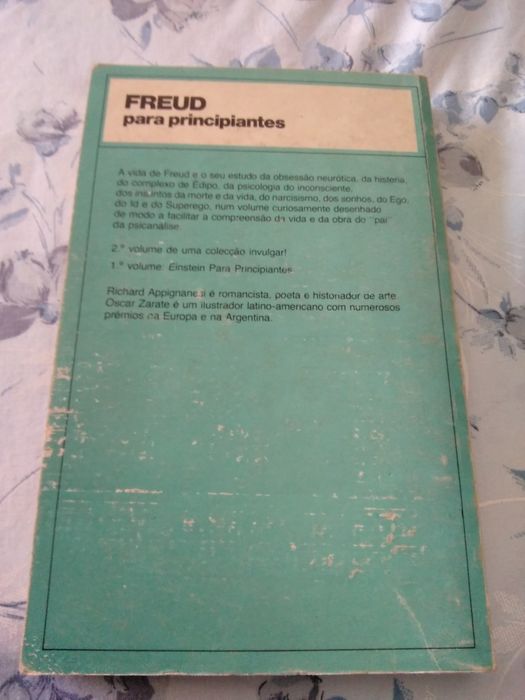 FREUD
para principiantes
A vida de Freud e o seu estudo da obsessão neurótica, da histeria,
do complexo de Édipo, da psicologia do inconsciente,
dos instintos da morte e da vida, do narcisismo, dos sonhos, do Ego,
do Id e do Superego, num volume curiosamente desenhado
de modo a facilitar a compreensão da vida e da obra do "pai"
da psicanálise.
2.º volume de uma colecção invulgar!
1.º volume: Einstein Para Principiantes
Richard Appignanesi é romancista, poeta e historiador de arte.
Oscar Zarate é um ilustrador latino-americano com numerosos
prémios na Europa e na Argentina.